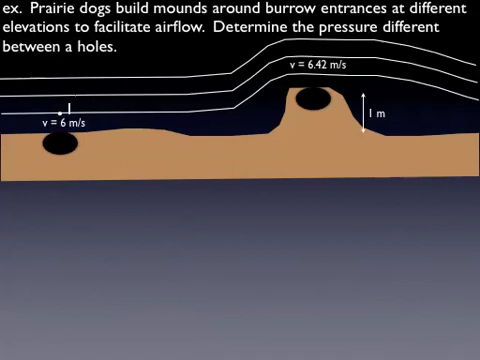 ex. Prairie dogs build mounds around burrow entrances at different
elevations to facilitate airflow. Determine the pressure different
between a holes.
v = 6.42 m/s
1 m
v = 6 m/s